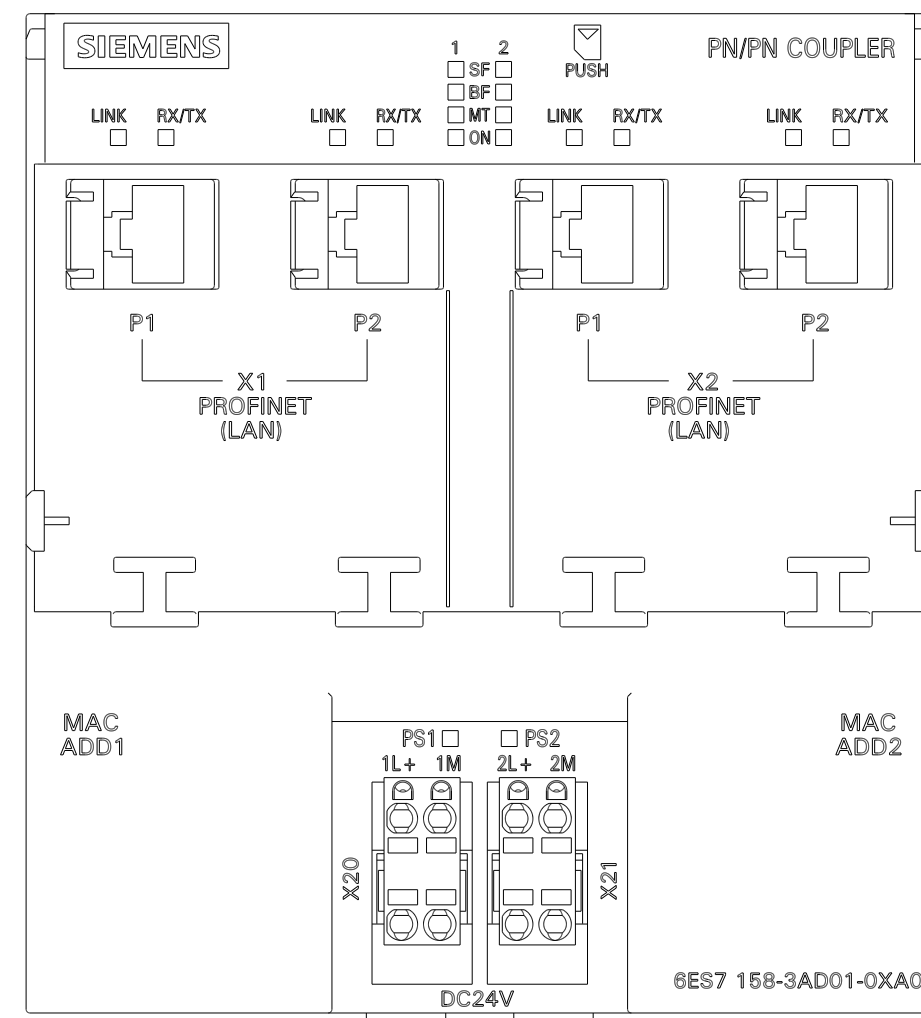 SIEMENS
PN/PN COUPLER
1 2
SF
BF
MT
ON
PUSH
LINK RX/TX
LINK RX/TX
LINK RX/TX
LINK RX/TX
P1 P2
X1
PROFINET
(LAN)
P1 P2
X2
PROFINET
(LAN)
MAC
ADD1
MAC
ADD2
PS1 PS2
1L+ 1M 2L+ 2M
X20
X21
DC24V
6ES7 158-3AD01-0XA0